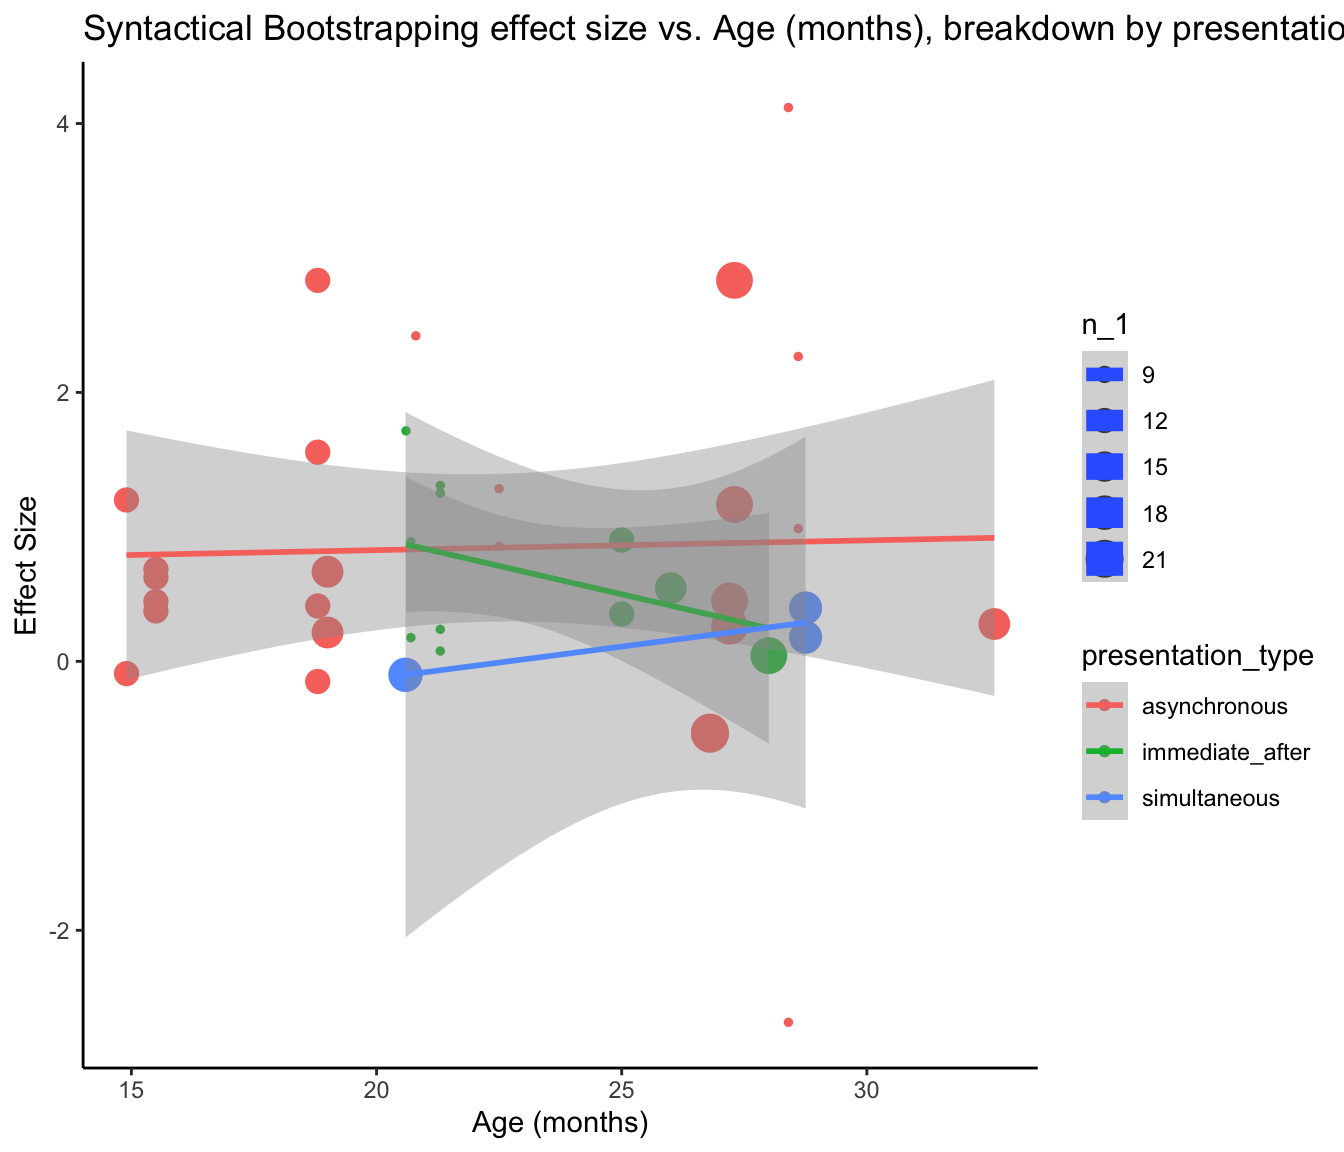 Syntactical Bootstrapping effect size vs. Age (months), breakdown by presentatio
4
2
0
-2
Effect Size
15 20 25 30
Age (months)
n_1
9
12
15
18
21
presentation_type
asynchronous
immediate_after
simultaneous